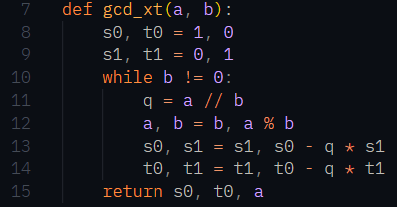 7 def gcd_xt(a, b):
8     s0, t0 = 1, 0
9     s1, t1 = 0, 1
10     while b != 0:
11         q = a // b
12         a, b = b, a % b
13         s0, s1 = s1, s0 - q * s1
14         t0, t1 = t1, t0 - q * t1
15     return s0, t0, a